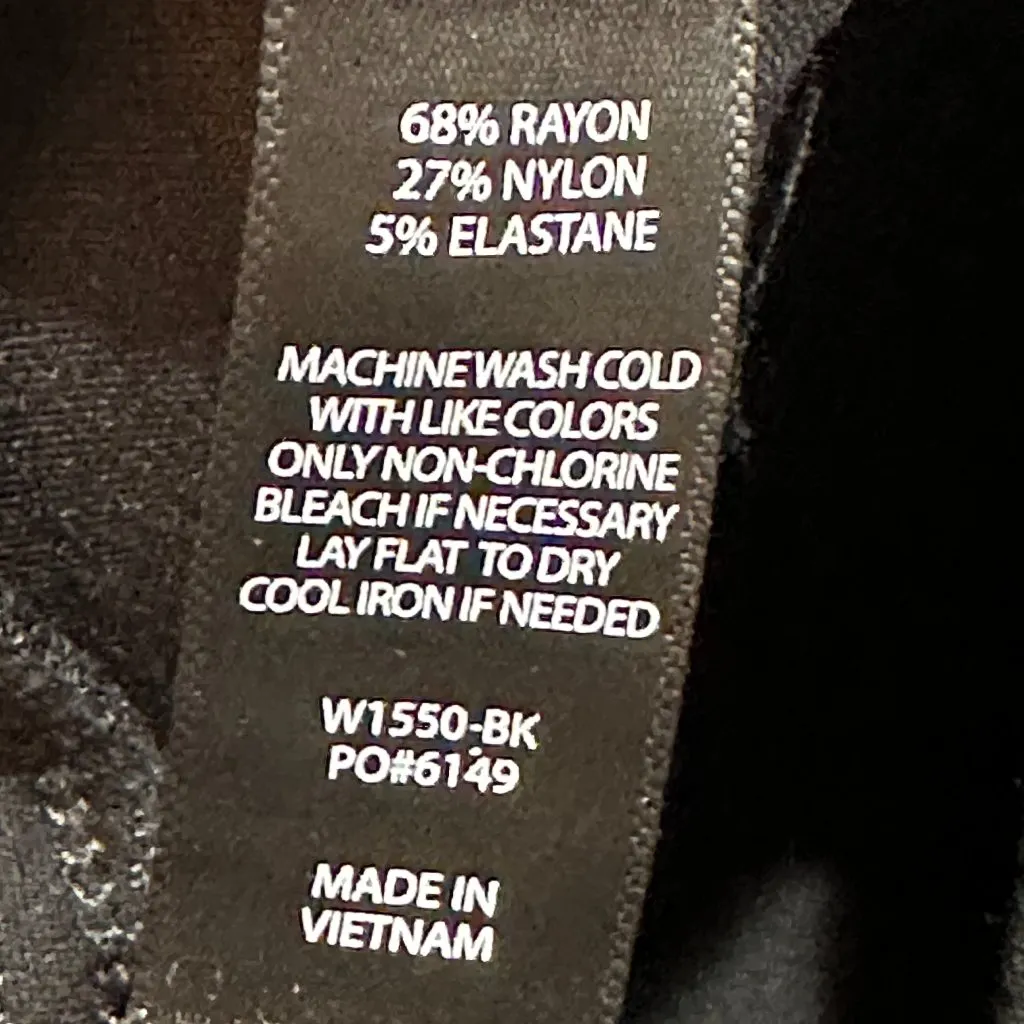 68% RAYON
27% NYLON
5% ELASTANE
MACHINE WASH COLD
WITH LIKE COLORS
ONLY NON-CHLORINE
BLEACH IF NECESSARY
LAY FLAT TO DRY
COOL IRON IF NEEDED
W1550-BK
PO#6149
MADE IN
VIETNAM